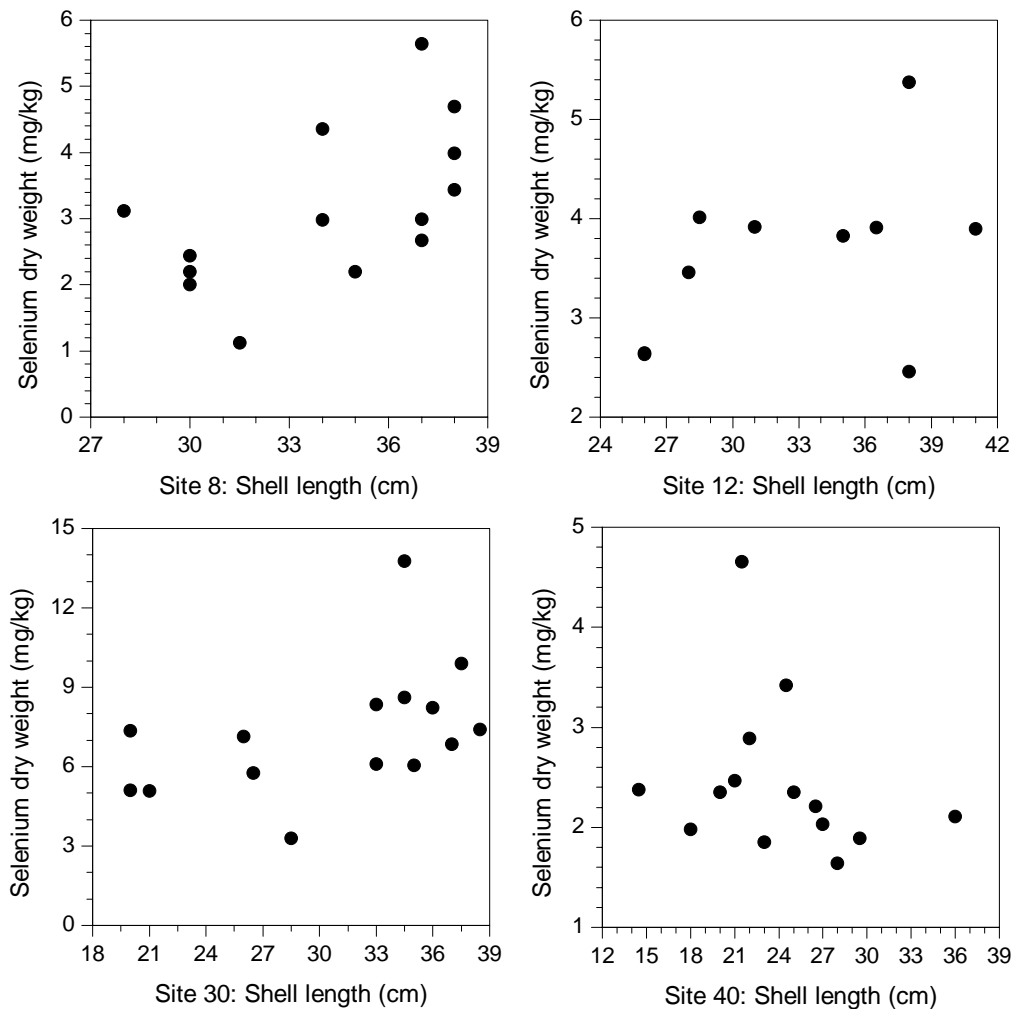 6
5
4
3
2
1
0
Selenium dry weight (mg/kg)
27 30 33 36 39
Site 8: Shell length (cm)
6
5
4
3
2
Selenium dry weight (mg/kg)
24 27 30 33 36 39 42
Site 12: Shell length (cm)
15
12
9
6
3
0
Selenium dry weight (mg/kg)
18 21 24 27 30 33 36 39
Site 30: Shell length (cm)
5
4
3
2
1
Selenium dry weight (mg/kg)
12 15 18 21 24 27 30 33 36 39
Site 40: Shell length (cm)